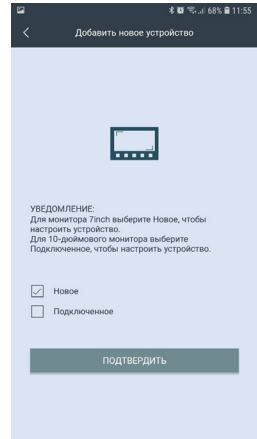 68% 11:55
Добавить новое устройство
УВЕДОМЛЕНИЕ:
Для монитора 7inch выберите Новое, чтобы
настроить устройство.
Для 10-дюймового монитора выберите
Подключенное, чтобы настроить устройство.
Новое
Подключенное
ПОДТВЕРДИТЬ